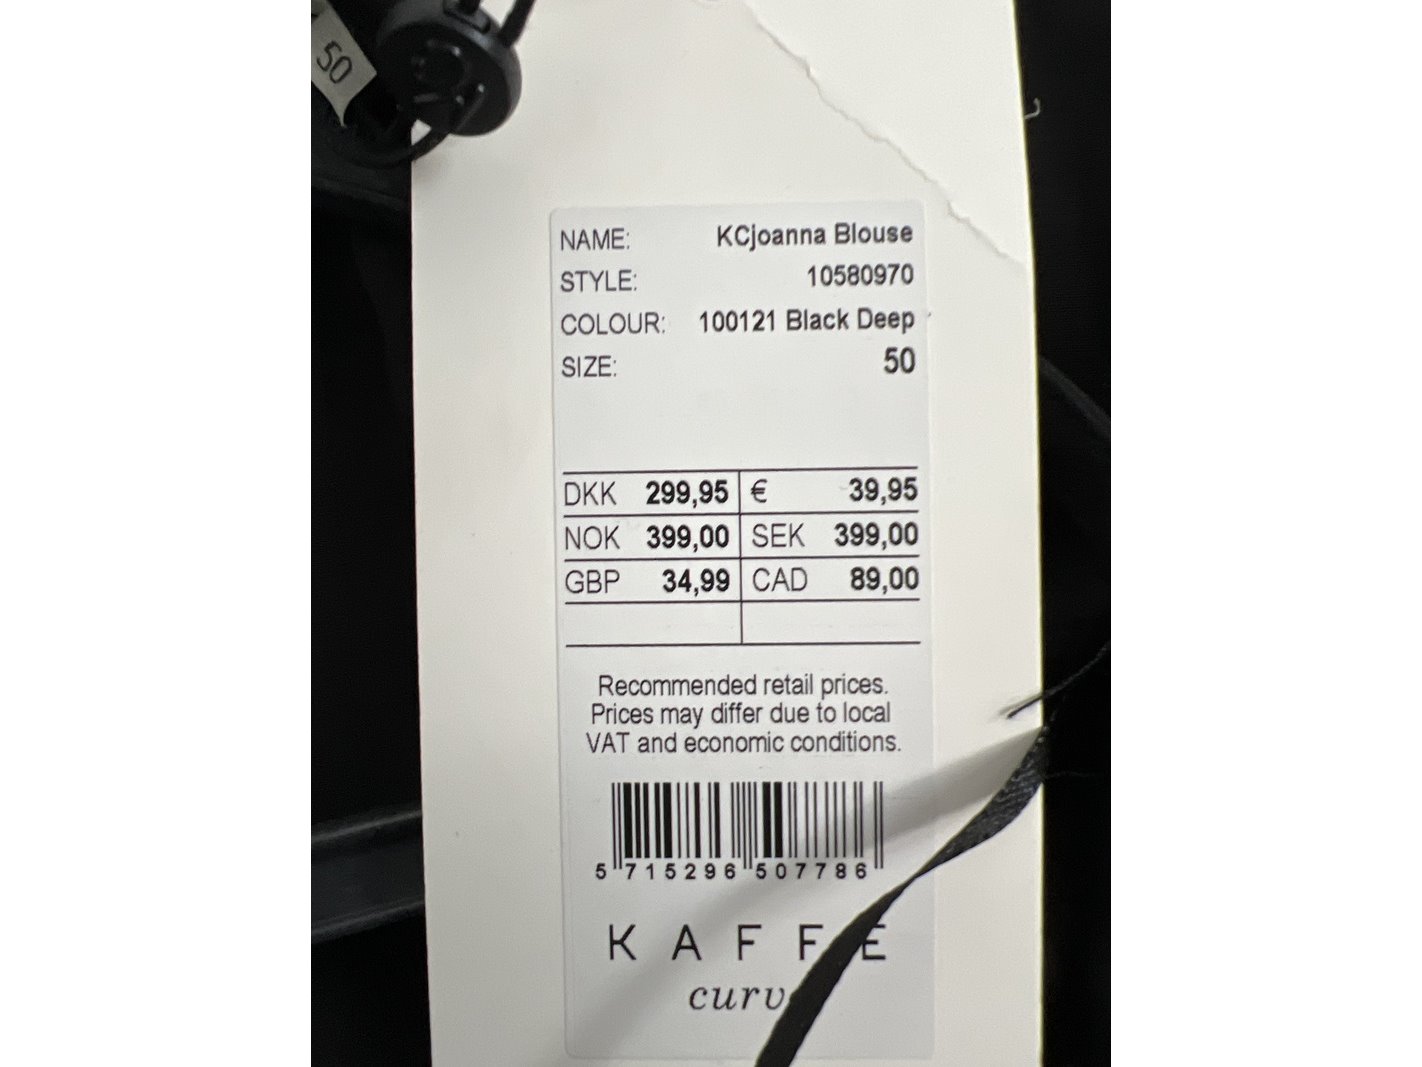 50
NAME: KCjoanna Blouse
STYLE: 10580970
COLOUR: 100121 Black Deep
SIZE: 50
DKK 299,95 € 39,95
NOK 399,00 SEK 399,00
GBP 34,99 CAD 89,00
Recommended retail prices.
Prices may differ due to local
VAT and economic conditions.
5 715296 507786
KAFFE